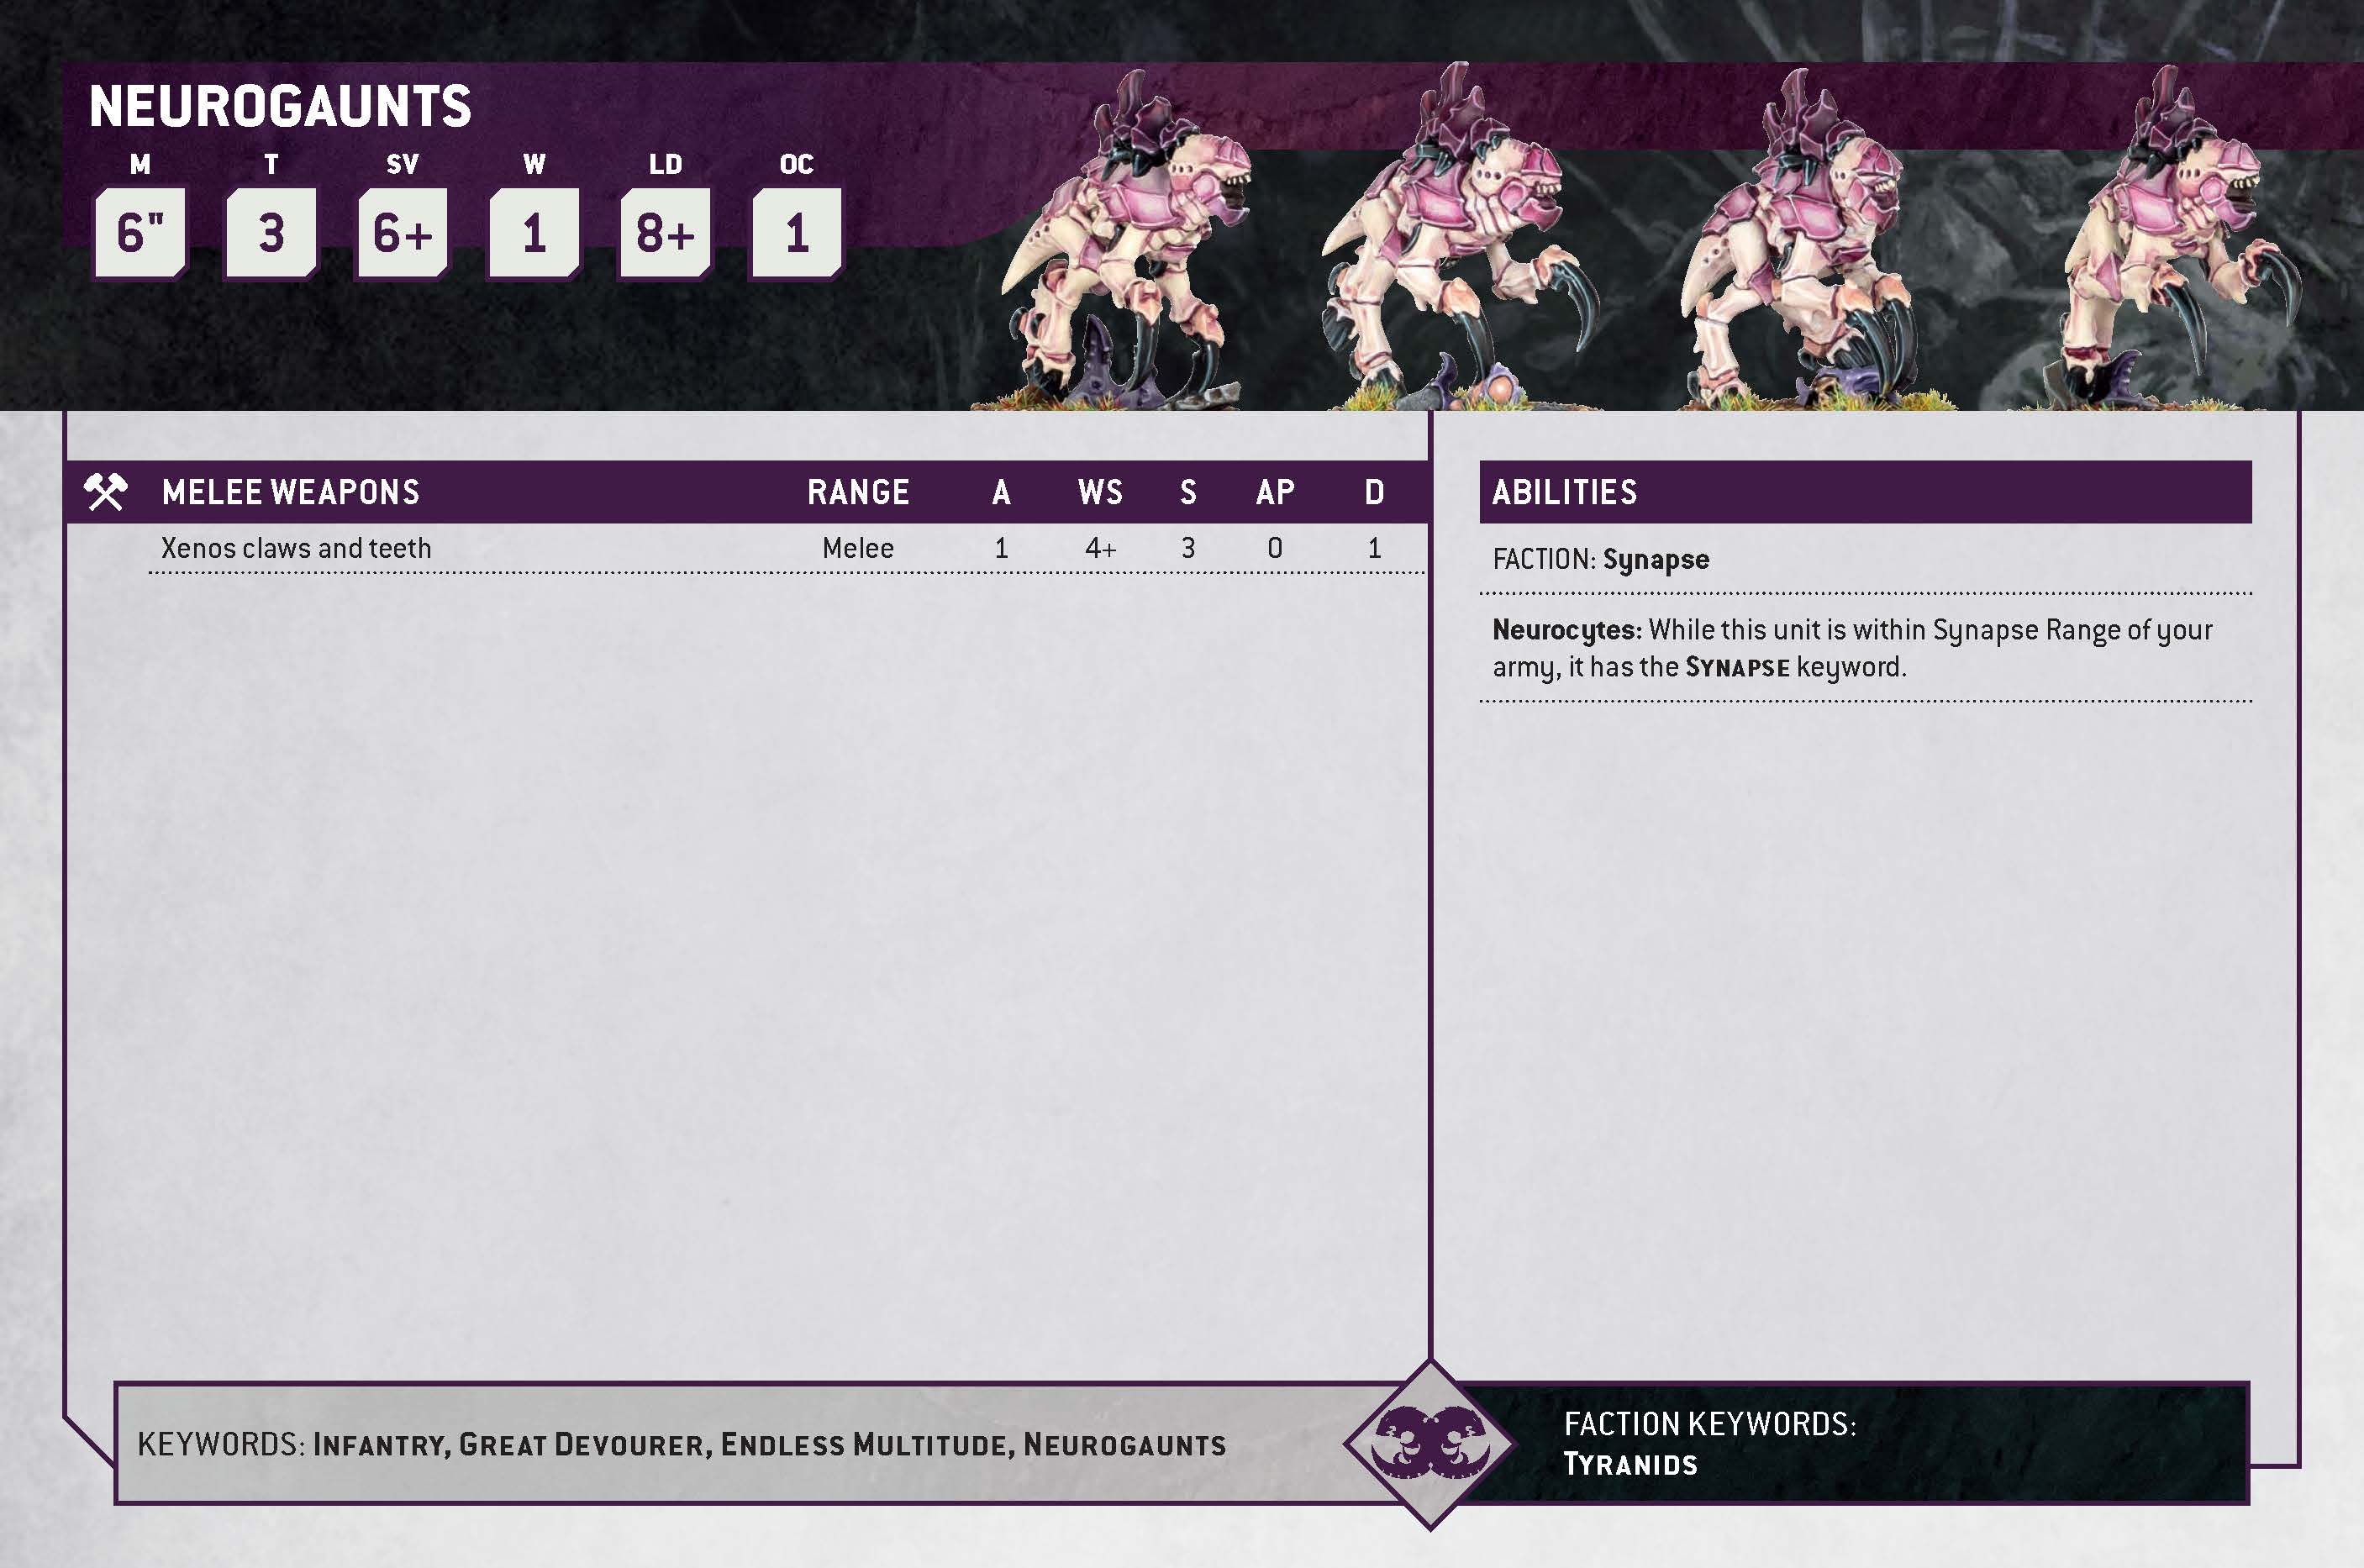 NEUROGAUNTS
M T SV W LD OC
6" 3 6+ 1 8+ 1
MELEE WEAPONS RANGE A WS S AP D
Xenos claws and teeth Melee 1 4+ 3 0 1
ABILITIES
FACTION: Synapse
Neurocytes: While this unit is within Synapse Range of your
army, it has the SYNAPSE keyword.
KEYWORDS: INFANTRY, GREAT DEVOURER, ENDLESS MULTITUDE, NEUROGAUNTS
FACTION KEYWORDS:
TYRANIDS